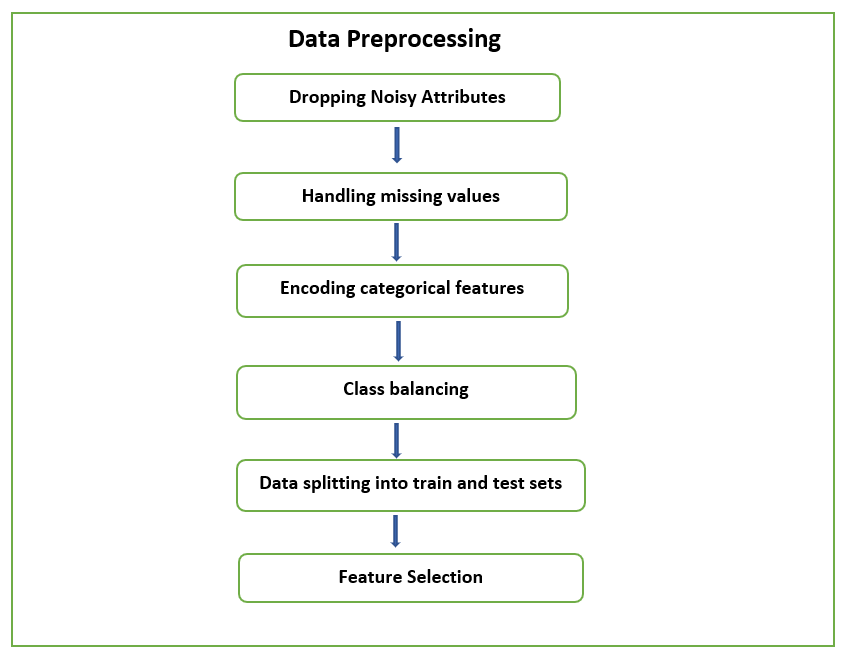 Data Preprocessing
Dropping Noisy Attributes
Handling missing values
Encoding categorical features
Class balancing
Data splitting into train and test sets
Feature Selection